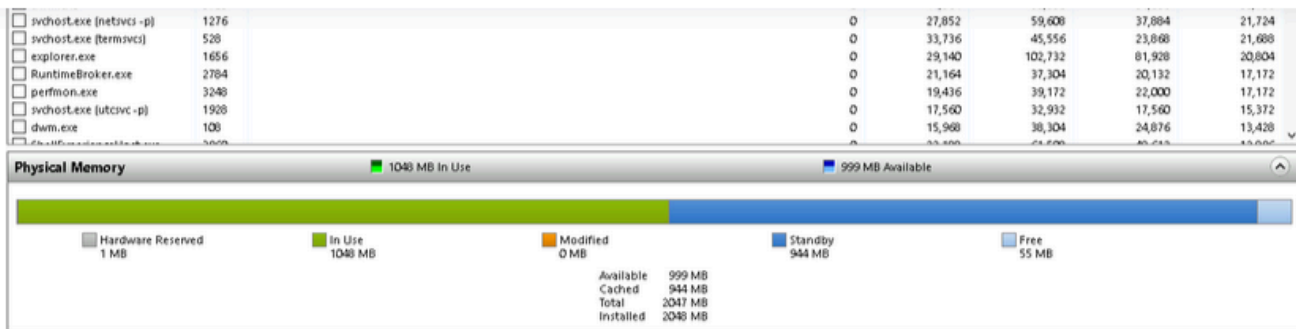 svchost.exe (netsvcs -p) 1276 0 27,852 59,608 37,884 21,724
svchost.exe (termsvcs) 528 0 33,736 45,556 23,868 21,688
explorer.exe 1656 0 29,140 102,732 81,928 20,804
RuntimeBroker.exe 2784 0 21,164 37,304 20,132 17,172
perfmon.exe 3248 0 19,436 39,172 22,000 17,172
svchost.exe (utcsvc -p) 1928 0 17,560 32,932 17,560 15,372
dwm.exe 108 0 15,968 38,304 24,876 13,428
Physical Memory 1048 MB In Use 999 MB Available
Hardware Reserved In Use Modified Standby Free
1 MB 1048 MB 0 MB 944 MB 55 MB
Available 999 MB
Cached 944 MB
Total 2047 MB
Installed 2048 MB